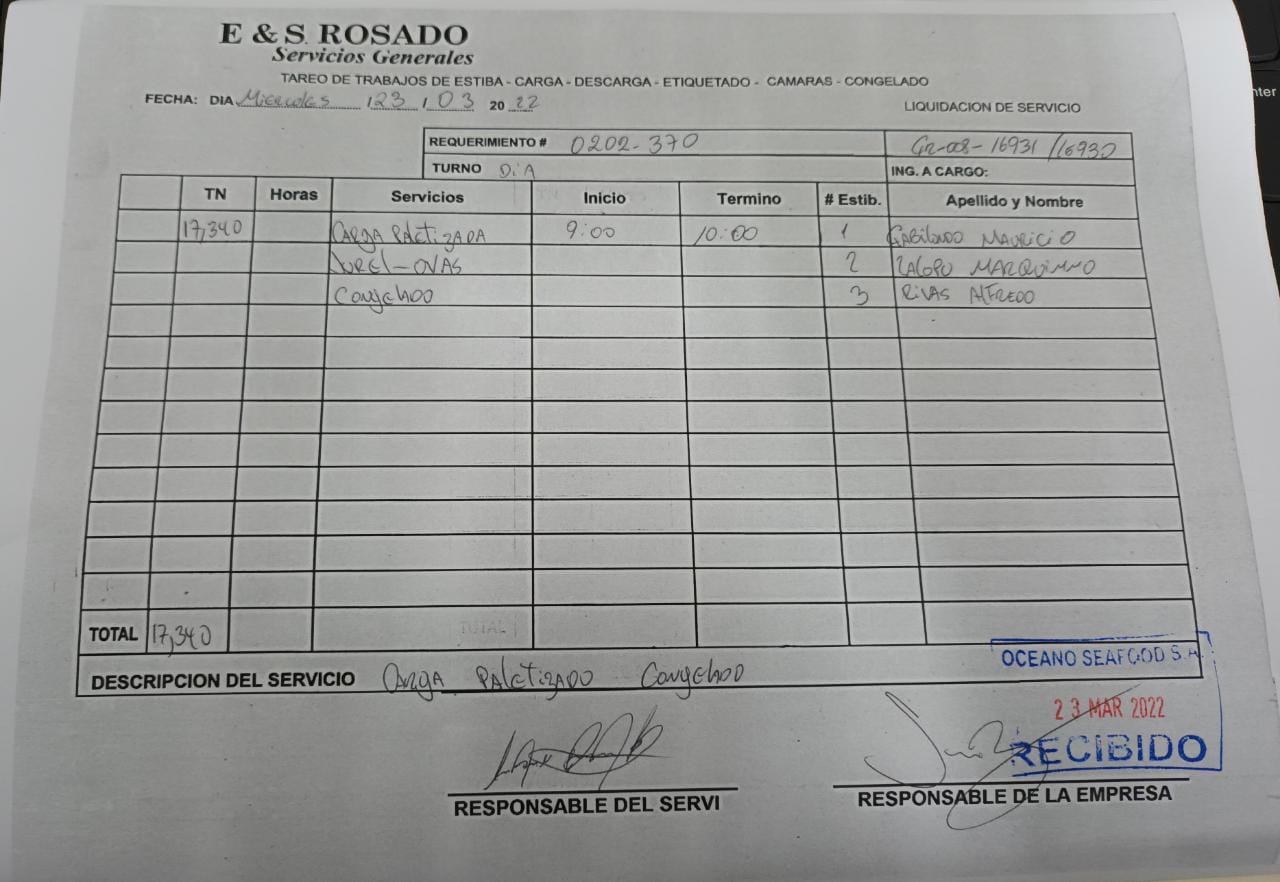 E & S. ROSADO
Servicios Generales
TAREO DE TRABAJOS DE ESTIBA - CARGA - DESCARGA - ETIQUETADO - CAMARAS - CONGELADO
FECHA: DIA Miercoles / 23 / 03 20 22
LIQUIDACION DE SERVICIO
REQUERIMIENTO # 0202-370 16931/16930
TURNO DiA ING. A CARGO:
TN Horas Servicios Inicio Termino # Estib. Apellido y Nombre
17,340 CARGA PALETIZADA 9:00 10:00 1 MAURICIO
JUREL-OVAS 2 MARQUINHO
Congelado 3 RIVAS ALFREDO
TOTAL 17,340
DESCRIPCION DEL SERVICIO Carga PALETIZADO Congelado
OCEANO SEAFOOD S.A.
23 MAR 2022
RECIBIDO
RESPONSABLE DEL SERVI
RESPONSABLE DE LA EMPRESA